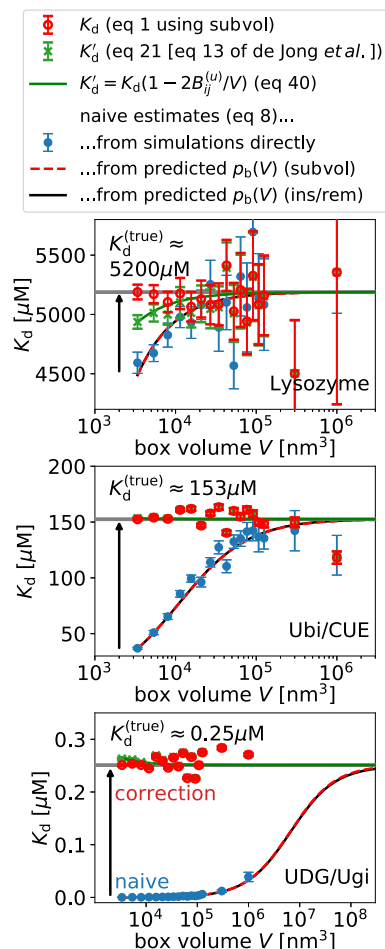 K_d (eq 1 using subvol)
K_d′ (eq 21 [eq 13 of de Jong et al.])
K_d′ = K_d(1 − 2B_ij^(u)/V) (eq 40)
naive estimates (eq 8)...
...from simulations directly
...from predicted p_b(V) (subvol)
...from predicted p_b(V) (ins/rem)
K_d [μM]
5500
5000
4500
K_d^(true) ≈
5200μM
Lysozyme
10^3 10^4 10^5 10^6
box volume V [nm^3]
K_d [μM]
200
150
100
50
K_d^(true) ≈ 153μM
Ubi/CUE
10^3 10^4 10^5 10^6
box volume V [nm^3]
K_d [μM]
0.3
0.2
0.1
0.0
K_d^(true) ≈ 0.25μM
correction
naive
UDG/Ugi
10^4 10^5 10^6 10^7 10^8
box volume V [nm^3]